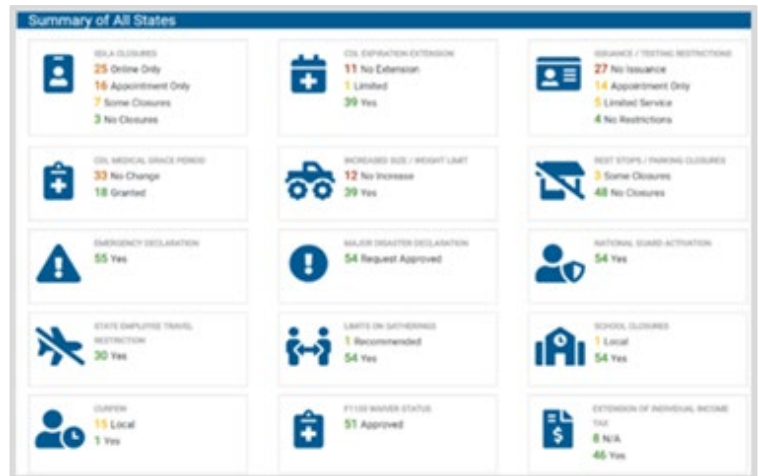 Summary of All States
SDLA CLOSURES
25 Online Only
16 Appointment Only
7 Some Closures
3 No Closures
CDL EXPIRATION EXTENSION
11 No Extension
1 Limited
39 Yes
ISSUANCE / TESTING RESTRICTIONS
27 No Issuance
14 Appointment Only
5 Limited Service
4 No Restrictions
CDL MEDICAL GRACE PERIOD
33 No Change
18 Granted
INCREASED SIZE / WEIGHT LIMIT
12 No Increase
39 Yes
REST STOPS / PARKING CLOSURES
3 Some Closures
48 No Closures
EMERGENCY DECLARATION
55 Yes
MAJOR DISASTER DECLARATION
54 Request Approved
NATIONAL GUARD ACTIVATION
54 Yes
STATE EMPLOYEE TRAVEL
RESTRICTION
30 Yes
LIMITS ON GATHERINGS
1 Recommended
54 Yes
SCHOOL CLOSURES
1 Local
54 Yes
CURFEW
15 Local
1 Yes
F1135 WAIVER STATUS
51 Approved
EXTENSION OF INDIVIDUAL INCOME
TAX
8 N/A
46 Yes